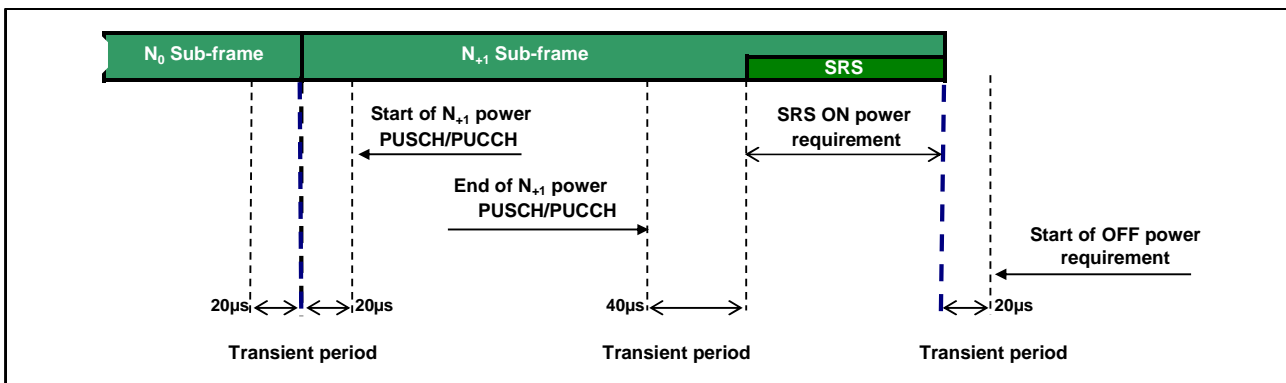 N0 Sub-frame
N+1 Sub-frame
SRS
Start of N+1 power
PUSCH/PUCCH
SRS ON power
requirement
End of N+1 power
PUSCH/PUCCH
Start of OFF power
requirement
20µs
20µs
40µs
20µs
Transient period
Transient period
Transient period